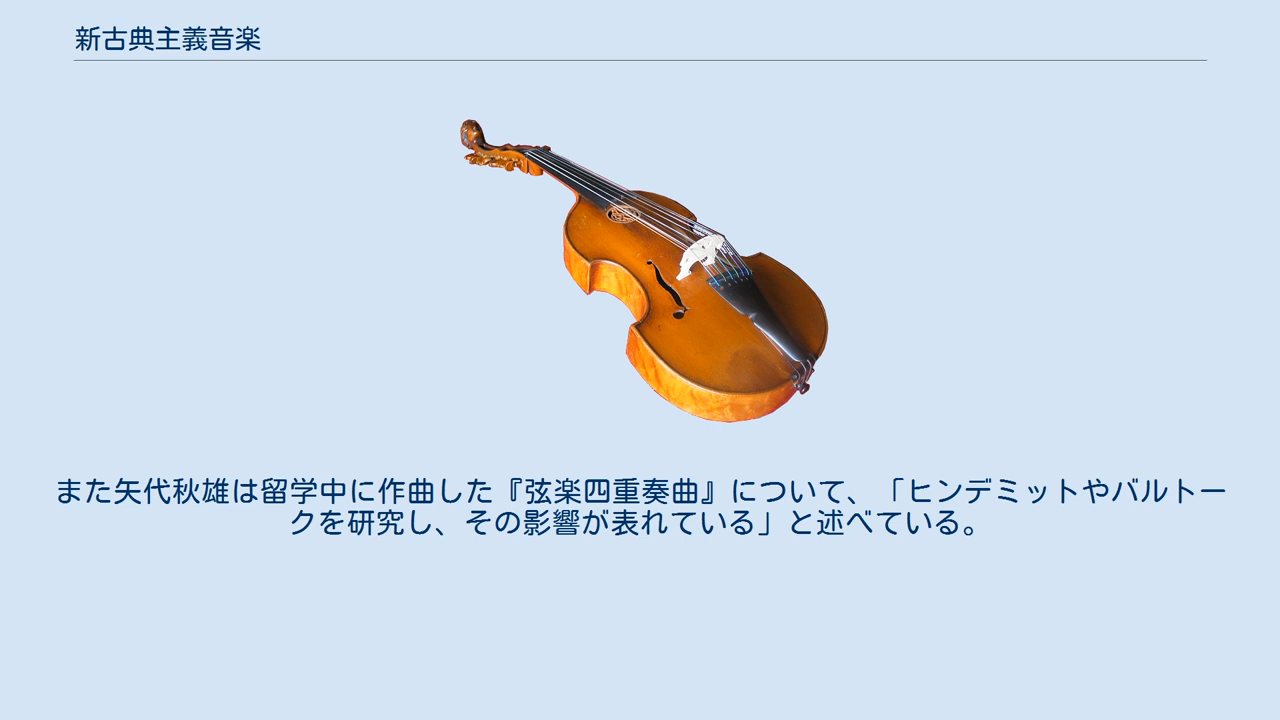 新古典主義音楽
また矢代秋雄は留学中に作曲した『弦楽四重奏曲』について、「ヒンデミットやバルトー
クを研究し、その影響が表れている」と述べている。